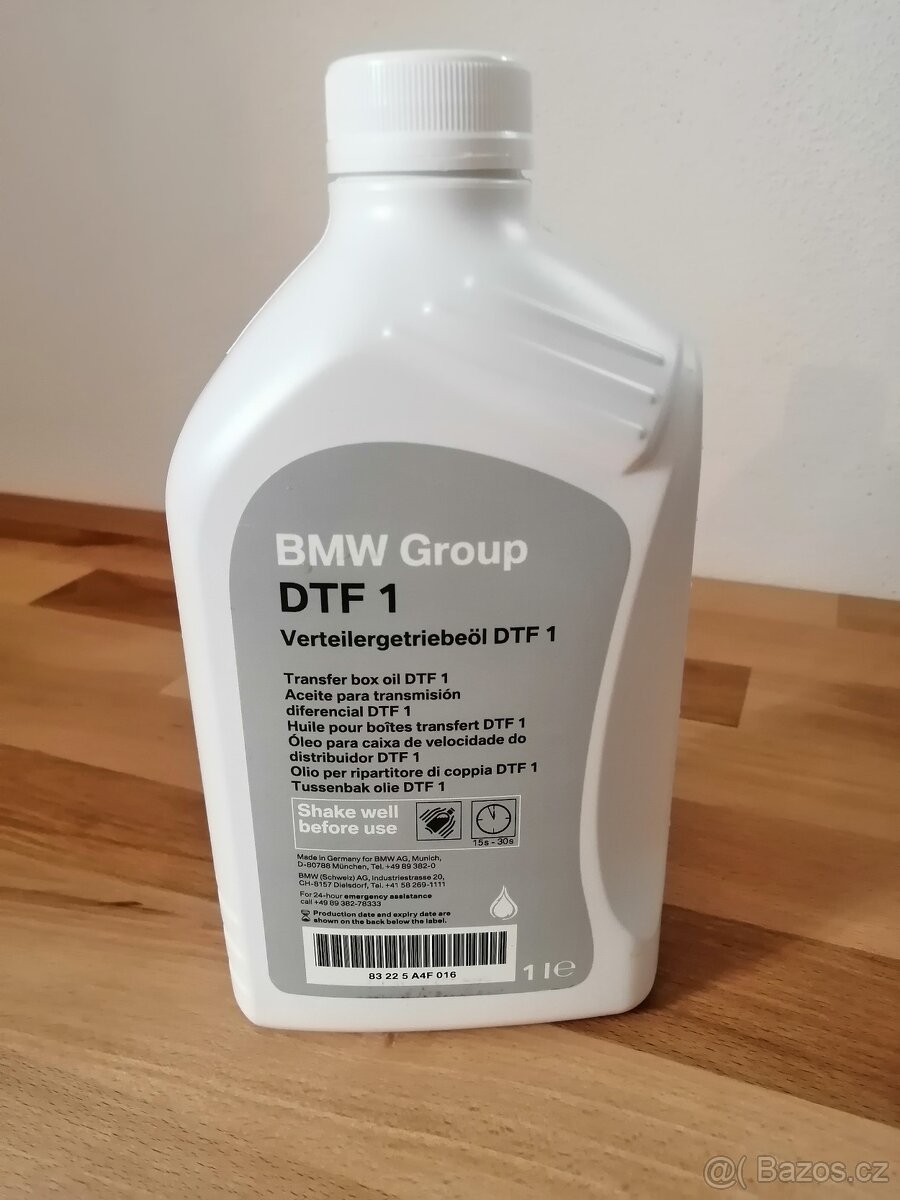 BMW Group
DTF 1
Verteilergetriebeöl DTF 1
Transfer box oil DTF 1
Aceite para transmisión
diferencial DTF 1
Huile pour boîtes transfert DTF 1
Óleo para caixa de velocidade do
distribuidor DTF 1
Olio per ripartitore di coppia DTF 1
Tussenbak olie DTF 1
Shake well
before use
15s - 30s
Made in Germany for BMW AG, Munich,
D-80788 München, Tel. +49 89 382-0
BMW (Schweiz) AG, Industriestrasse 20,
CH-8157 Dielsdorf, Tel. +41 58 269-1111
For 24-hour emergency assistance
call +49 89 382-78333
Production date and expiry date are
shown on the back below the label.
83 22 5 A4F 016
1 l e
@( Bazos.cz